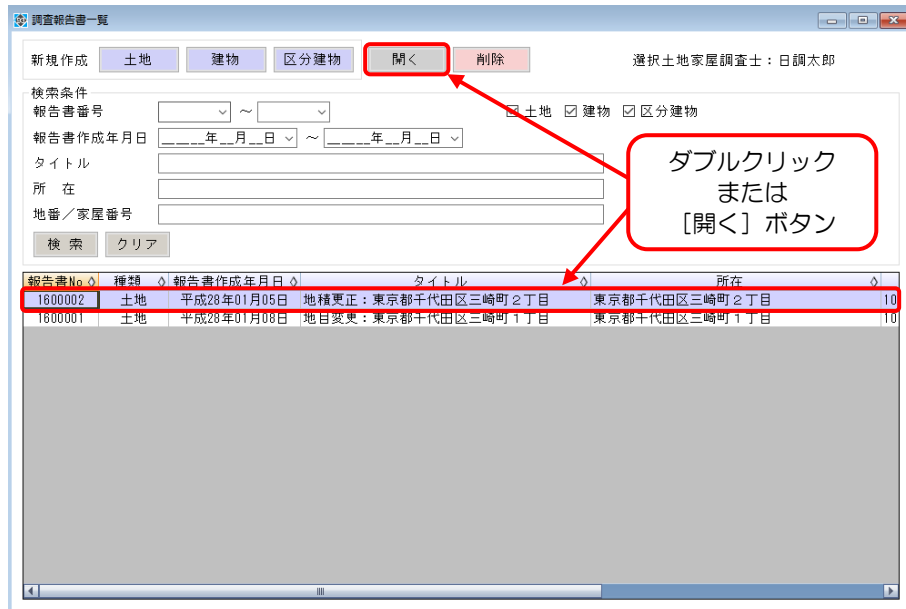 調査報告書一覧
新規作成 土地 建物 区分建物 開く 削除 選択土地家屋調査士：日調太郎
検索条件
報告書番号 ～ 土地 建物 区分建物
報告書作成年月日 _____年__月__日 ～ _____年__月__日
タイトル
所 在
地番／家屋番号
検 索 クリア
ダブルクリック
または
［開く］ボタン
報告書No 種類 報告書作成年月日 タイトル 所在
1600002 土地 平成28年01月05日 地積更正：東京都千代田区三崎町２丁目 東京都千代田区三崎町２丁目 10
1600001 土地 平成28年01月08日 地目変更：東京都千代田区三崎町１丁目 東京都千代田区三崎町１丁目 10